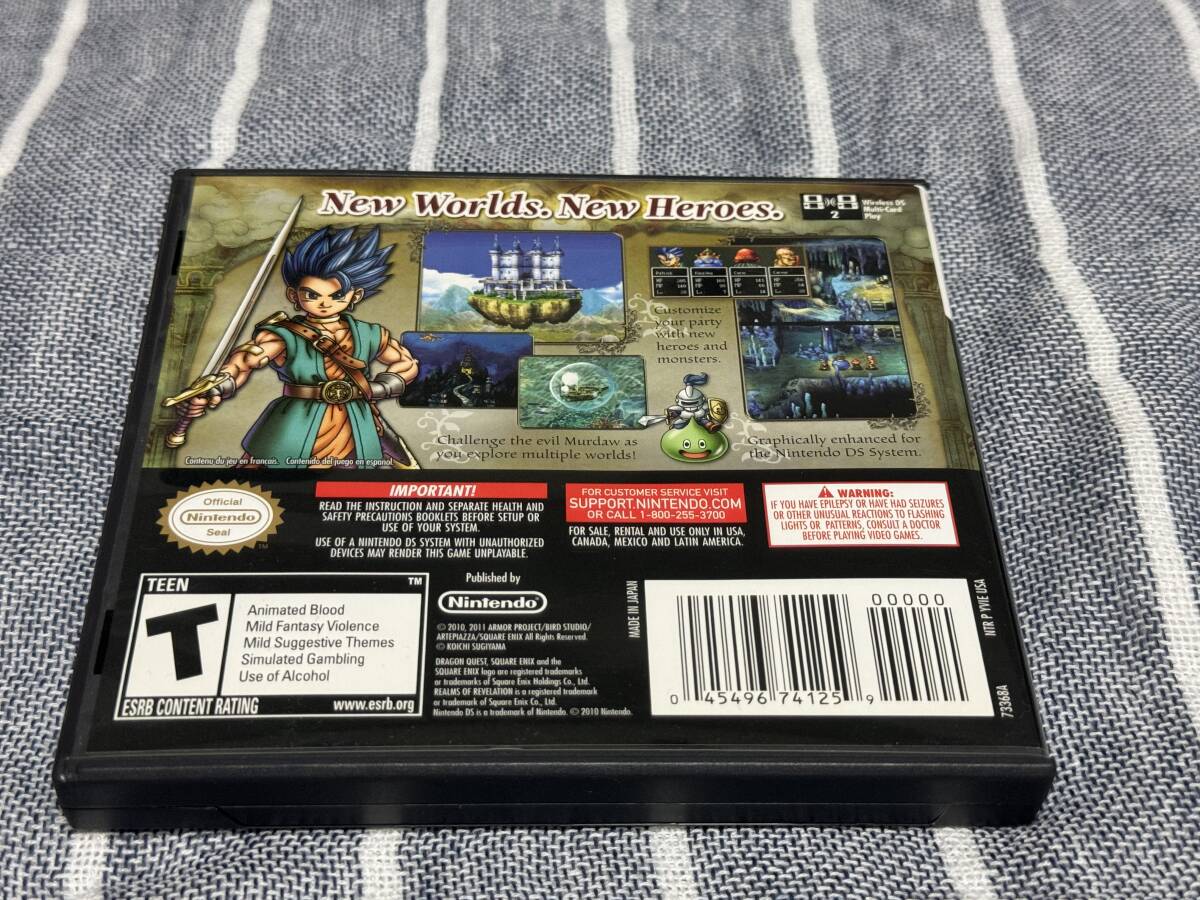 New Worlds. New Heroes.
2
Wireless DS
Multi-Card
Play
Customize
your party
with new
heroes and
monsters.
Challenge the evil Murdaw as
you explore multiple worlds!
Graphically enhanced for
the Nintendo DS System.
Contenu du jeu en francais. Contenido del juego en espanol.
Official
Nintendo
Seal
TM
IMPORTANT!
READ THE INSTRUCTION AND SEPARATE HEALTH AND
SAFETY PRECAUTIONS BOOKLETS BEFORE SETUP OR
USE OF YOUR SYSTEM.
USE OF A NINTENDO DS SYSTEM WITH UNAUTHORIZED
DEVICES MAY RENDER THIS GAME UNPLAYABLE.
FOR CUSTOMER SERVICE VISIT
SUPPORT.NINTENDO.COM
OR CALL 1-800-255-3700
FOR SALE, RENTAL AND USE ONLY IN USA,
CANADA, MEXICO AND LATIN AMERICA.
WARNING:
IF YOU HAVE EPILEPSY OR HAVE HAD SEIZURES
OR OTHER UNUSUAL REACTIONS TO FLASHING
LIGHTS OR PATTERNS, CONSULT A DOCTOR
BEFORE PLAYING VIDEO GAMES.
TEEN
TM
T
Animated Blood
Mild Fantasy Violence
Mild Suggestive Themes
Simulated Gambling
Use of Alcohol
ESRB CONTENT RATING
www.esrb.org
Published by
Nintendo
© 2010, 2011 ARMOR PROJECT/BIRD STUDIO/
ARTEPIAZZA/SQUARE ENIX All Rights Reserved.
© KOICHI SUGIYAMA
DRAGON QUEST, SQUARE ENIX and the
SQUARE ENIX logo are registered trademarks
or trademarks of Square Enix Holdings Co., Ltd.
REALMS OF REVELATION is a registered trademark
or trademark of Square Enix Co., Ltd.
Nintendo DS is a trademark of Nintendo. © 2010 Nintendo.
MADE IN JAPAN
00000
0 45496 74125 9
NTR P YVIE USA
73368A